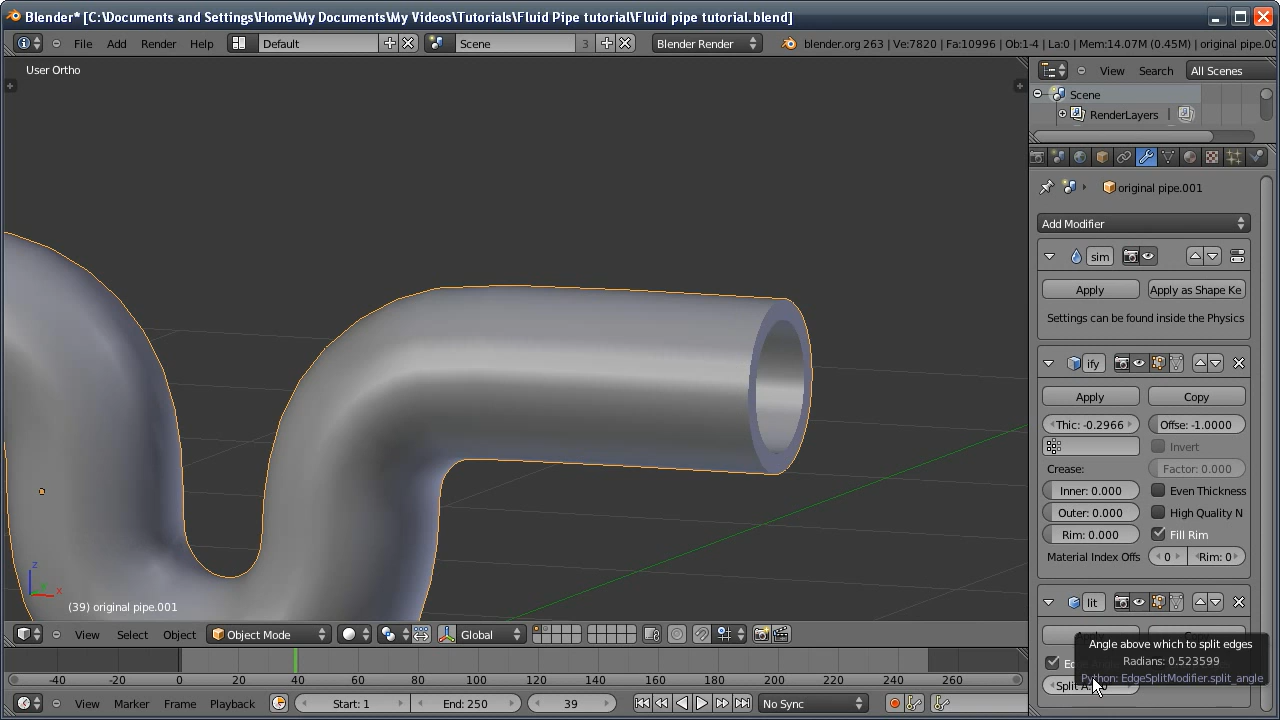 Blender* [C:\Documents and Settings\Home\My Documents\My Videos\Tutorials\Fluid Pipe tutorial\Fluid pipe tutorial.blend]
File Add Render Help Default Scene 3 Blender Render blender.org 263 | Ve:7820 | Fa:10996 | Ob:1-4 | La:0 | Mem:14.07M (0.45M) | original pipe.00
User Ortho
View Search All Scenes
Scene
RenderLayers
original pipe.001
Add Modifier
sim
Apply Apply as Shape Ke
Settings can be found inside the Physics
ify
Apply Copy
Thic: -0.2966 Offse: -1.0000
Invert
Crease: Factor: 0.000
Inner: 0.000 Even Thickness
Outer: 0.000 High Quality N
Rim: 0.000 Fill Rim
Material Index Offs 0 Rim: 0
lit
Angle above which to split edges
Radians: 0.523599
Python: EdgeSplitModifier.split_angle
Split A
z
x
(39) original pipe.001
View Select Object Object Mode Global
-40 -20 0 20 40 60 80 100 120 140 160 180 200 220 240 260
View Marker Frame Playback Start: 1 End: 250 39 No Sync